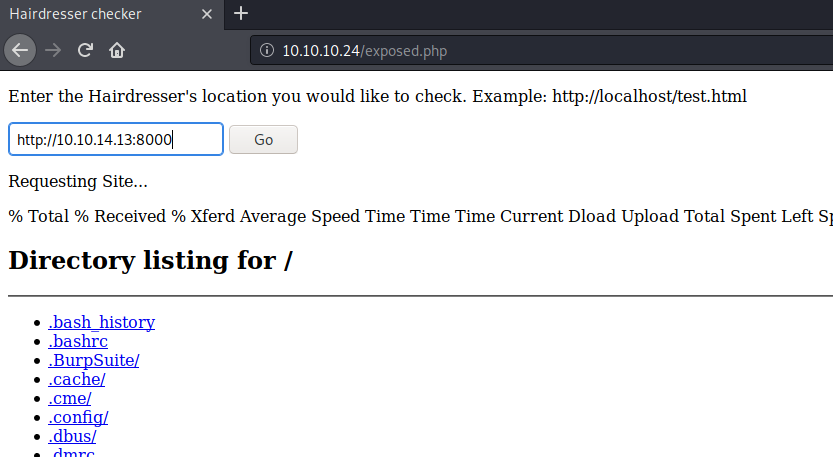 Hairdresser checker
10.10.10.24/exposed.php
Enter the Hairdresser's location you would like to check. Example: http://localhost/test.html
http://10.10.14.13:8000 Go
Requesting Site...
% Total % Received % Xferd Average Speed Time Time Time Current Dload Upload Total Spent Left
Directory listing for /
.bash_history
.bashrc
.BurpSuite/
.cache/
.cme/
.config/
.dbus/
.dmrc